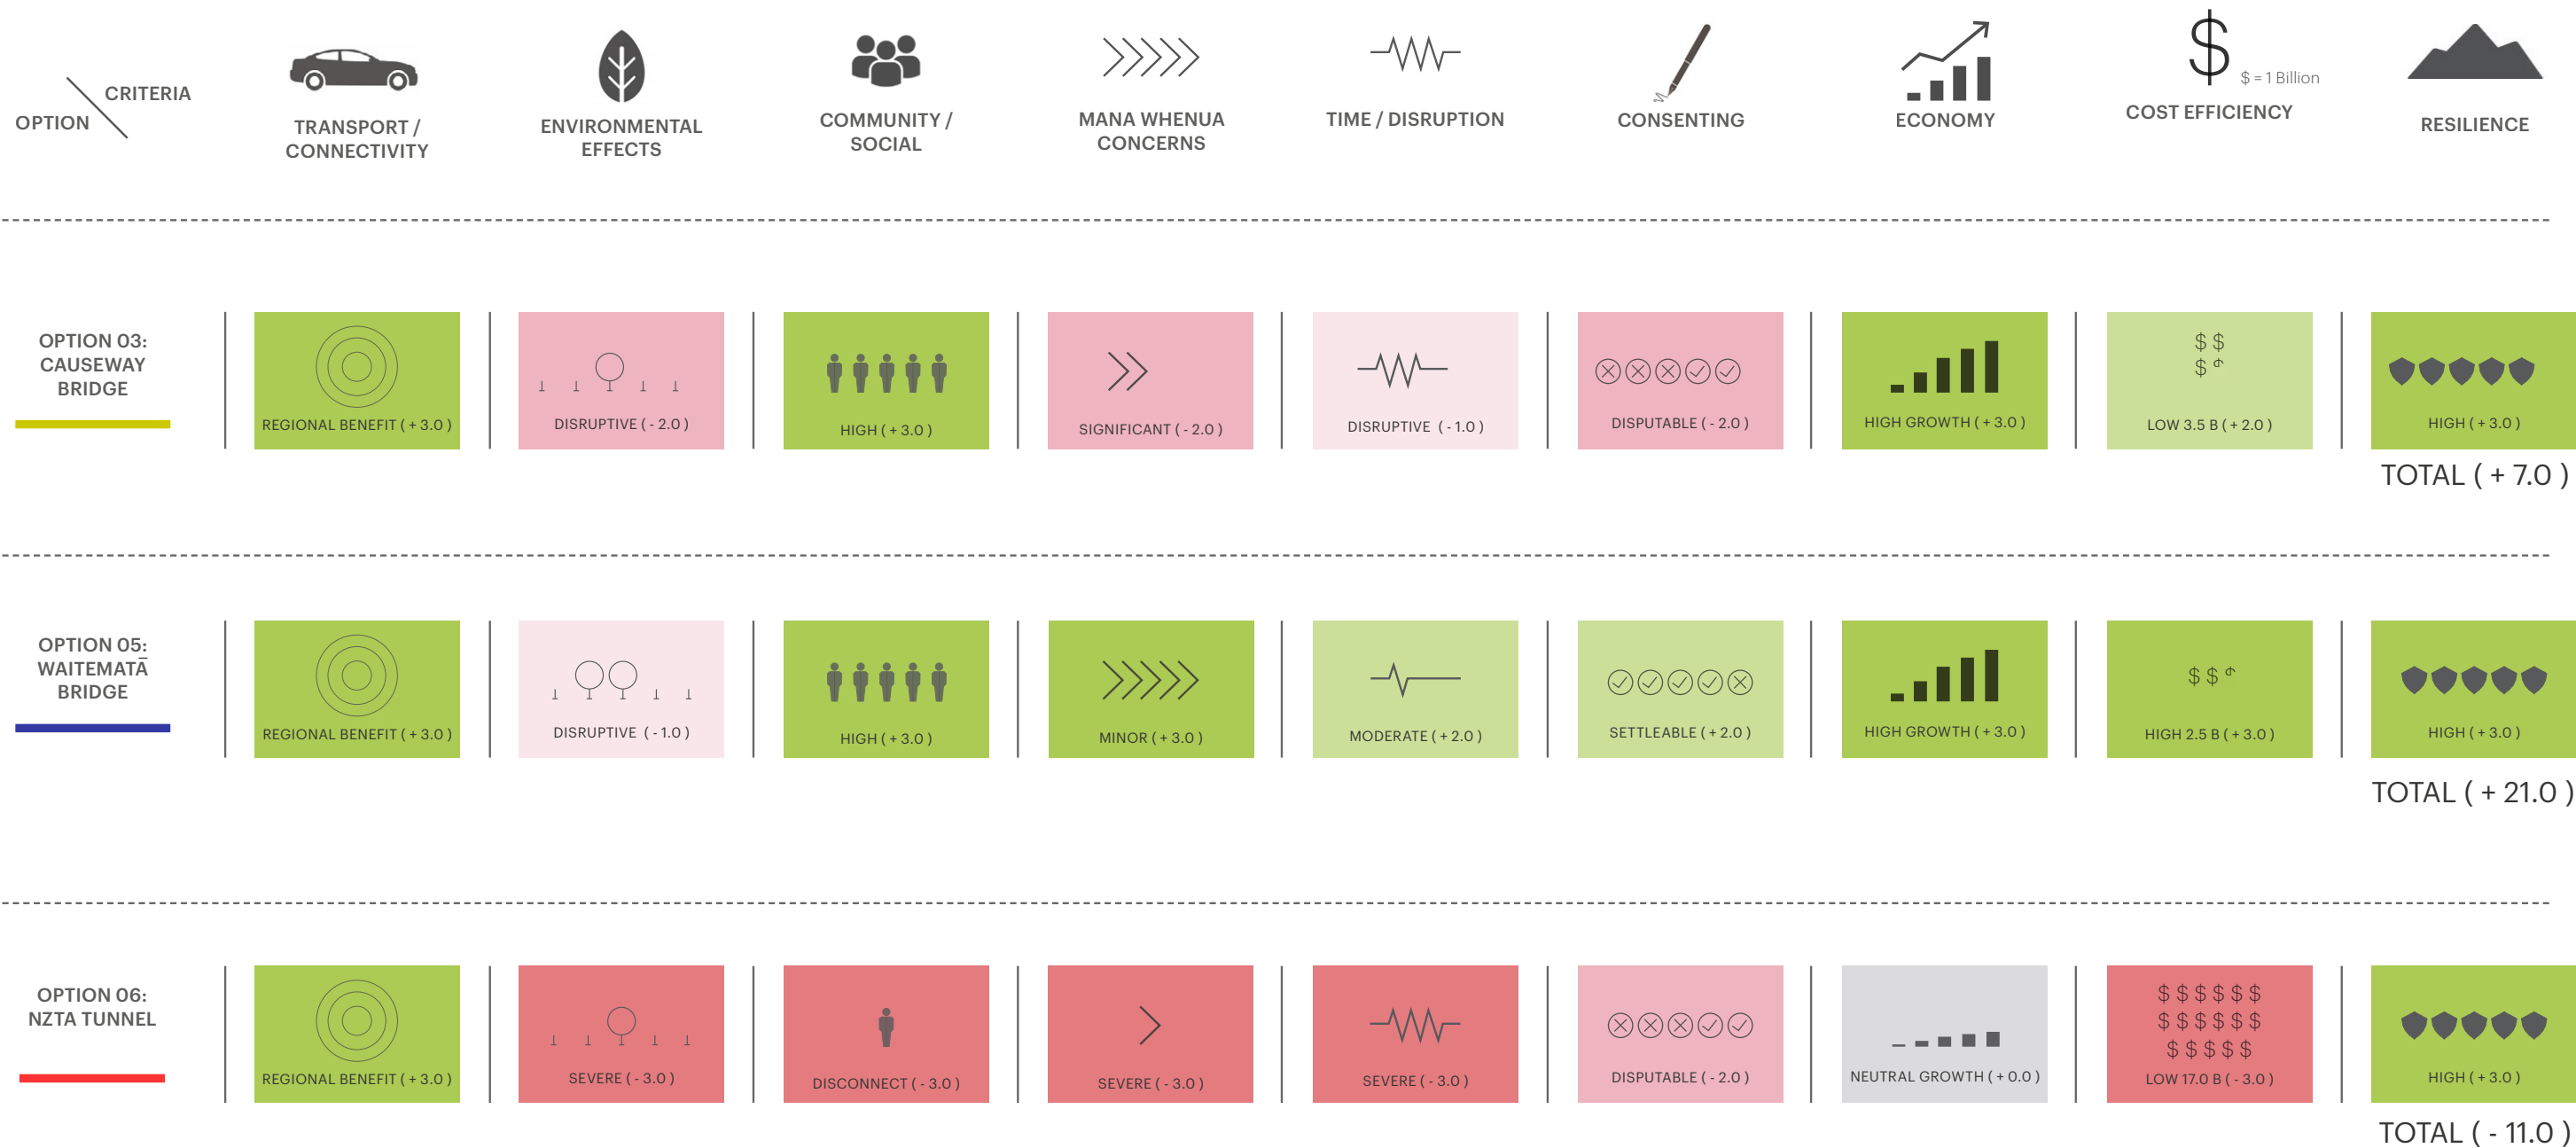 OPTION
CRITERIA
TRANSPORT /
CONNECTIVITY
ENVIRONMENTAL
EFFECTS
COMMUNITY /
SOCIAL
MANA WHENUA
CONCERNS
TIME / DISRUPTION
CONSENTING
ECONOMY
$ = 1 Billion
COST EFFICIENCY
RESILIENCE
OPTION 03:
CAUSEWAY
BRIDGE
REGIONAL BENEFIT ( + 3.0 )
DISRUPTIVE ( - 2.0 )
HIGH ( + 3.0 )
SIGNIFICANT ( - 2.0 )
DISRUPTIVE ( - 1.0 )
DISPUTABLE ( - 2.0 )
HIGH GROWTH ( + 3.0 )
$ $
$
LOW 3.5 B ( + 2.0 )
HIGH ( + 3.0 )
TOTAL ( + 7.0 )
OPTION 05:
WAITEMATĀ
BRIDGE
REGIONAL BENEFIT ( + 3.0 )
DISRUPTIVE ( - 1.0 )
HIGH ( + 3.0 )
MINOR ( + 3.0 )
MODERATE ( + 2.0 )
SETTLEABLE ( + 2.0 )
HIGH GROWTH ( + 3.0 )
$ $
HIGH 2.5 B ( + 3.0 )
HIGH ( + 3.0 )
TOTAL ( + 21.0 )
OPTION 06:
NZTA TUNNEL
REGIONAL BENEFIT ( + 3.0 )
SEVERE ( - 3.0 )
DISCONNECT ( - 3.0 )
SEVERE ( - 3.0 )
SEVERE ( - 3.0 )
DISPUTABLE ( - 2.0 )
NEUTRAL GROWTH ( + 0.0 )
$ $ $ $ $ $
$ $ $ $ $ $
$ $ $ $ $
LOW 17.0 B ( - 3.0 )
HIGH ( + 3.0 )
TOTAL ( - 11.0 )